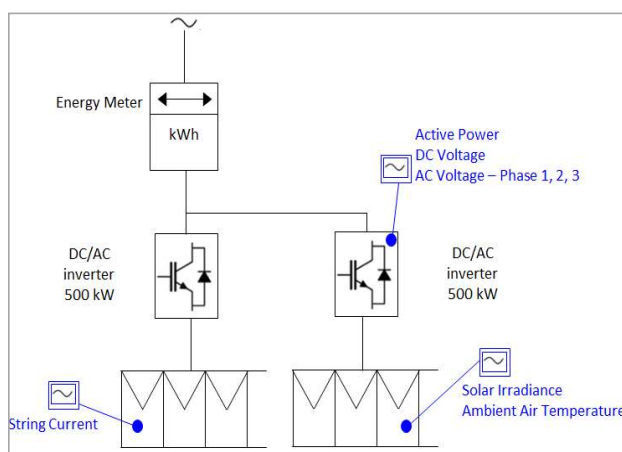 Energy Meter
kWh
Active Power
DC Voltage
AC Voltage – Phase 1, 2, 3
DC/AC
inverter
500 kW
DC/AC
inverter
500 kW
String Current
Solar Irradiance
Ambient Air Temperature